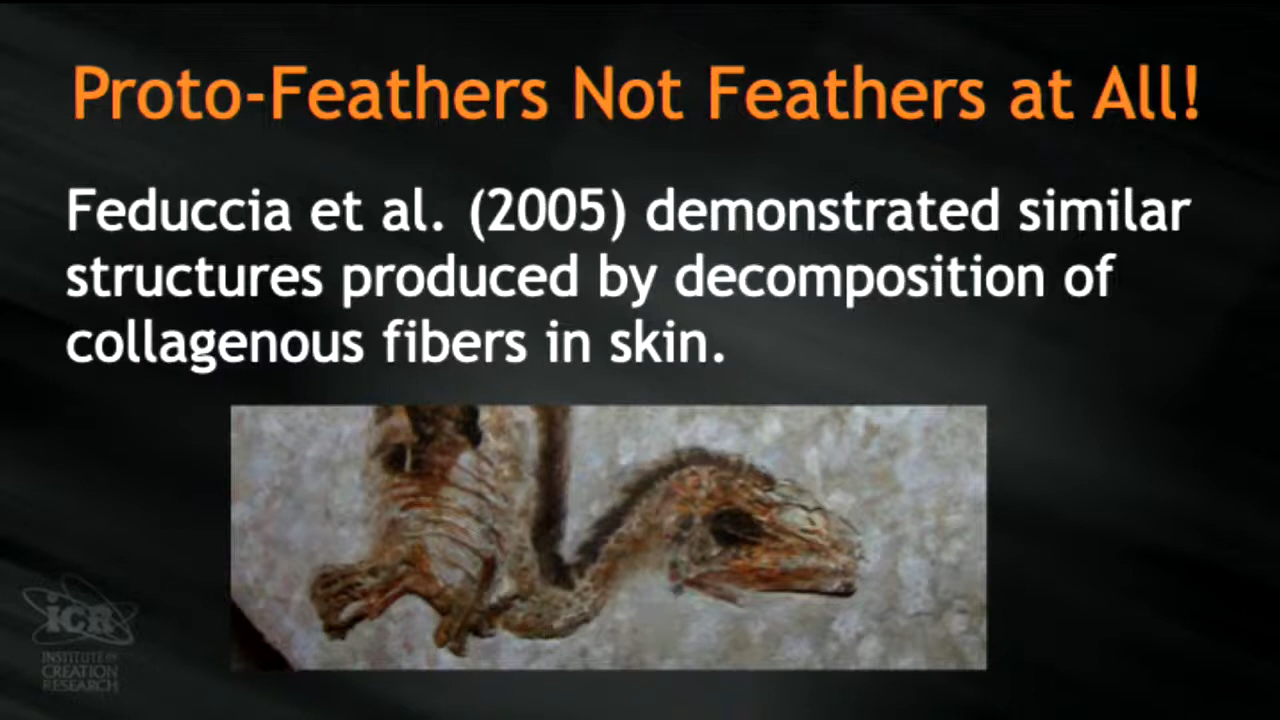 Proto-Feathers Not Feathers at All!
Feduccia et al. (2005) demonstrated similar
structures produced by decomposition of
collagenous fibers in skin.
iCR
INSTITUTE for
CREATION
RESEARCH